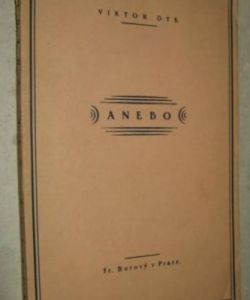 VIKTOR DYK
ANEBO
Fr. Borový v Praze.